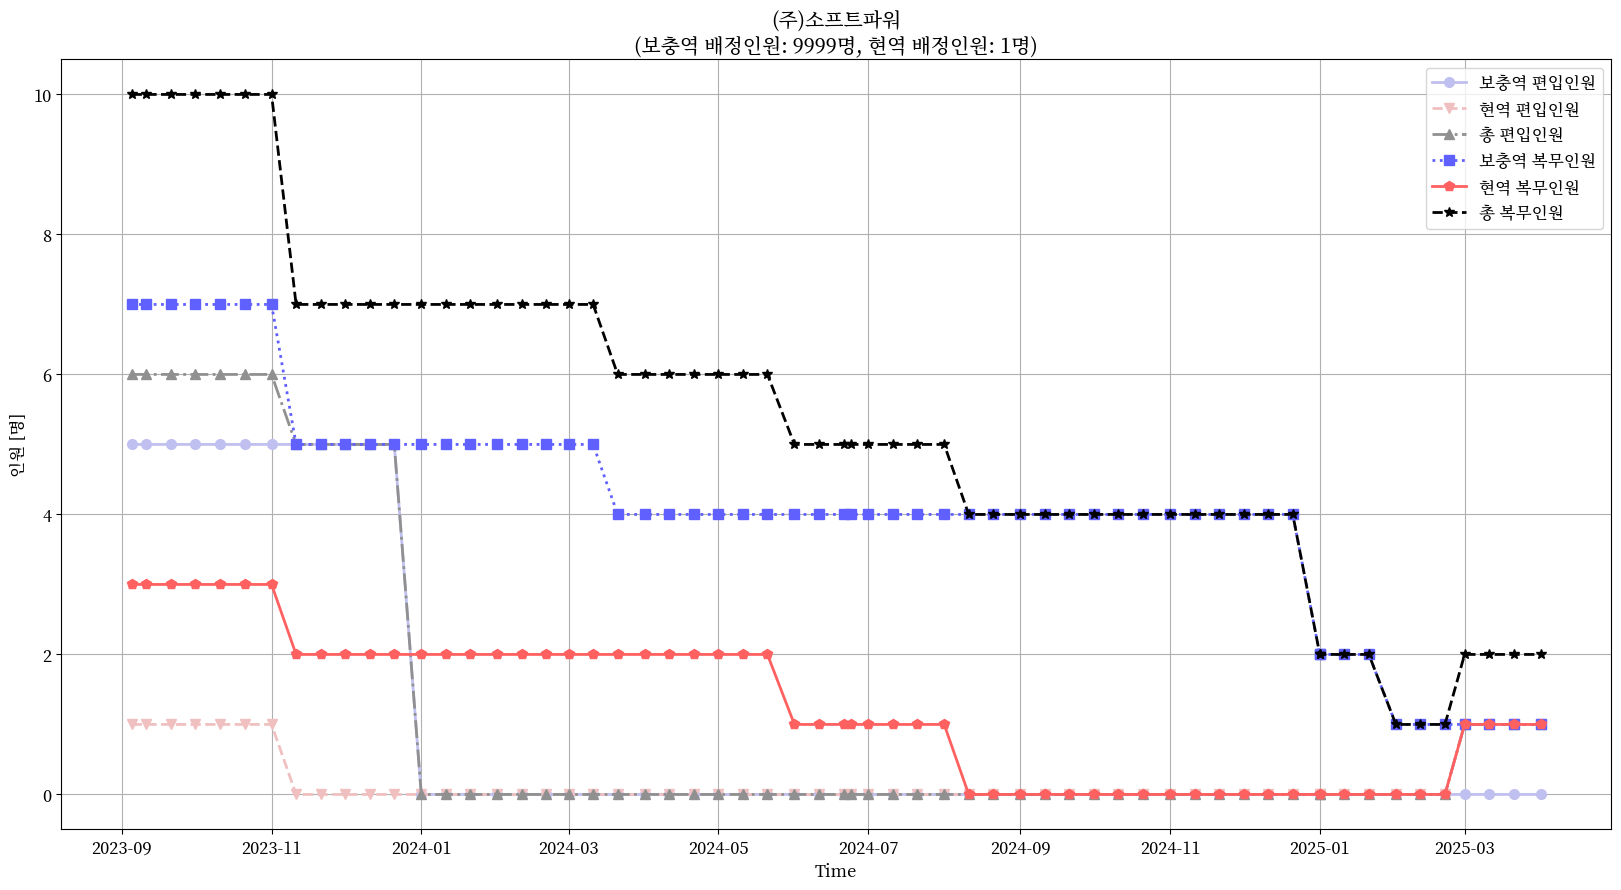 (주)소프트파워
(보충역 배정인원: 9999명, 현역 배정인원: 1명)
보충역 편입인원
현역 편입인원
총 편입인원
보충역 복무인원
현역 복무인원
총 복무인원
인원 [명]
10
8
6
4
2
0
2023-09
2023-11
2024-01
2024-03
2024-05
2024-07
2024-09
2024-11
2025-01
2025-03
Time